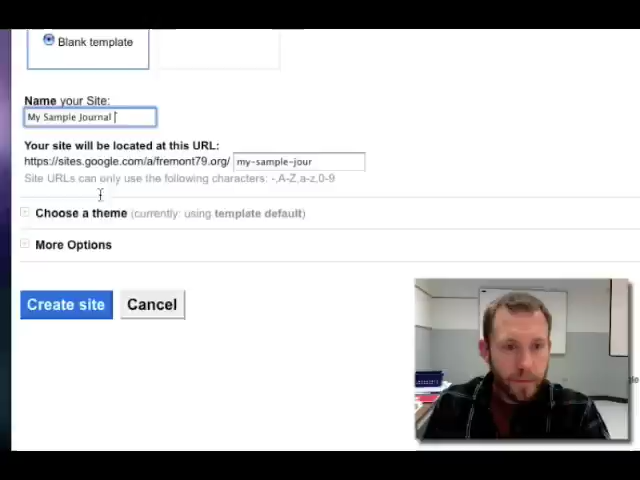 Blank template
Name your Site:
My Sample Journal
Your site will be located at this URL:
https://sites.google.com/a/fremont79.org/ my-sample-jour
Site URLs can only use the following characters: -,A-Z,a-z,0-9
Choose a theme (currently: using template default)
More Options
Create site Cancel